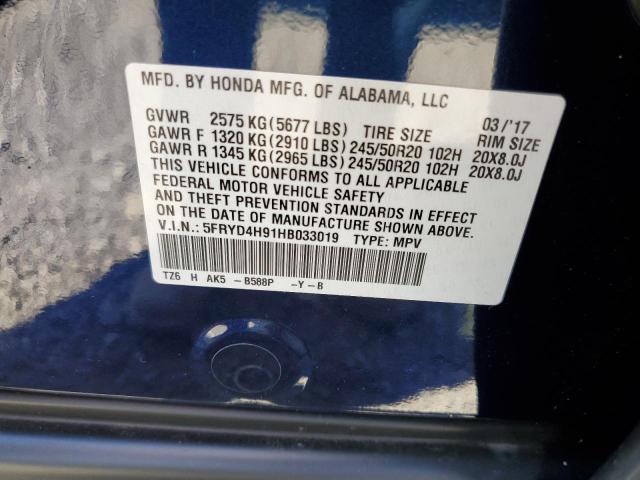 MFD. BY HONDA MFG. OF ALABAMA, LLC
03/'17
GVWR 2575 KG(5677 LBS) TIRE SIZE RIM SIZE
GAWR F 1320 KG(2910 LBS)245/50R20 102H 20X8.0J
GAWR R 1345 KG(2965 LBS)245/50R20 102H 20X8.0J
THIS VEHICLE CONFORMS TO ALL APPLICABLE
FEDERAL MOTOR VEHICLE SAFETY
AND THEFT PREVENTION STANDARDS IN EFFECT
ON THE DATE OF MANUFACTURE SHOWN ABOVE.
V.I.N.: 5FRYD4H91HB033019 TYPE: MPV
TZ6 H AK5 -B588P -Y-B